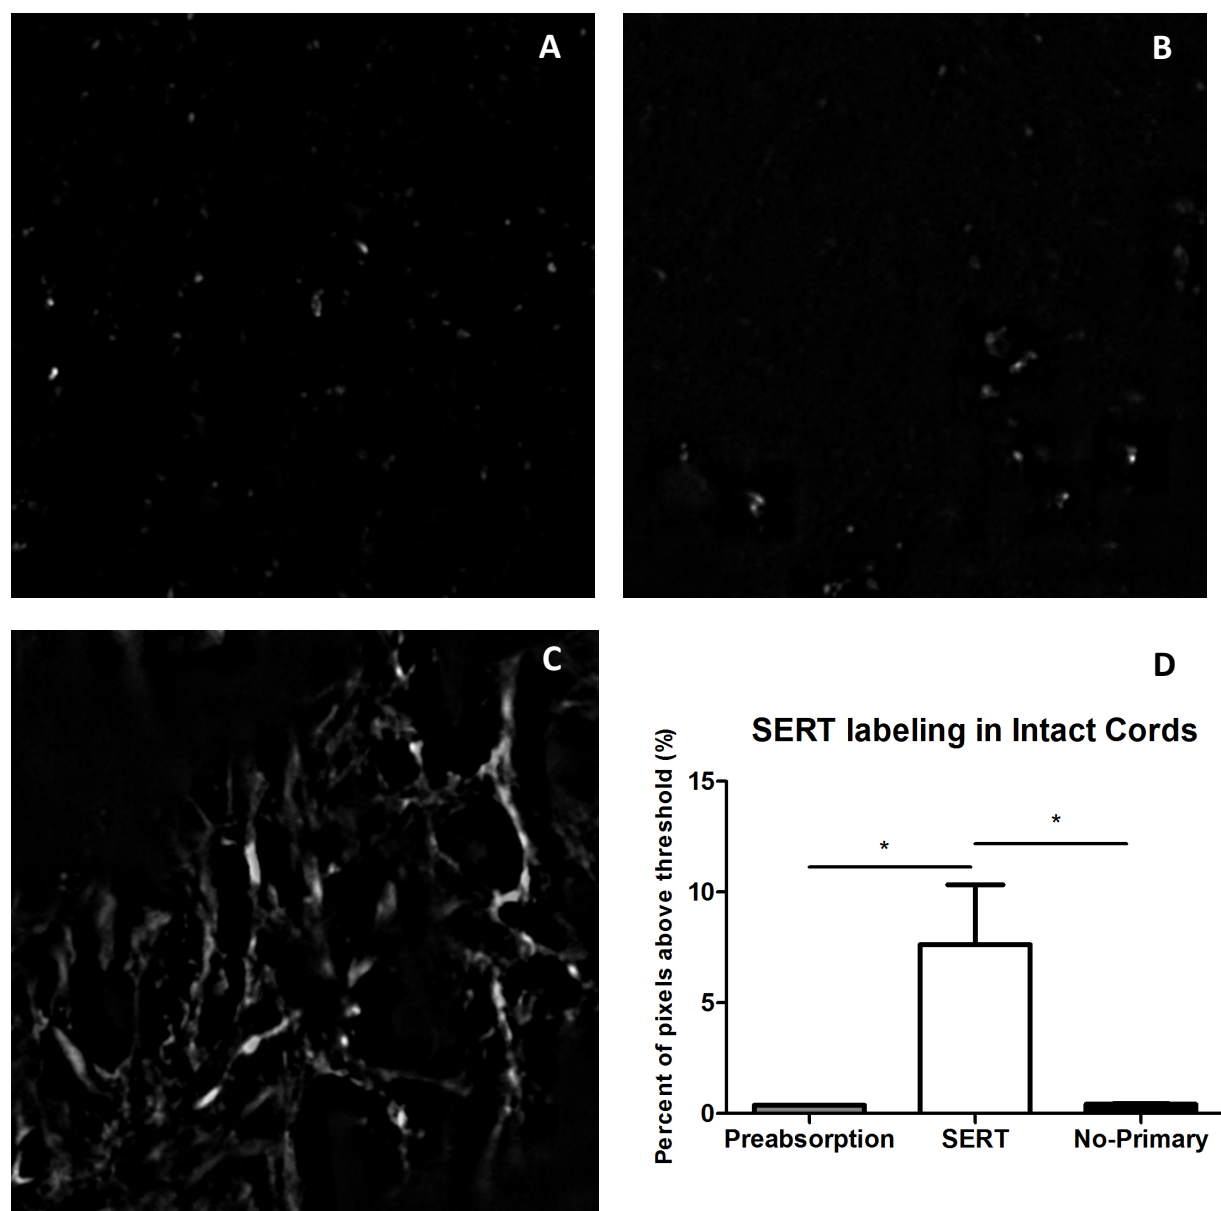 A
B
C
D
SERT labeling in Intact Cords
Percent of pixels above threshold (%)
15
*
*
10
5
0
Preabsorption SERT No-Primary